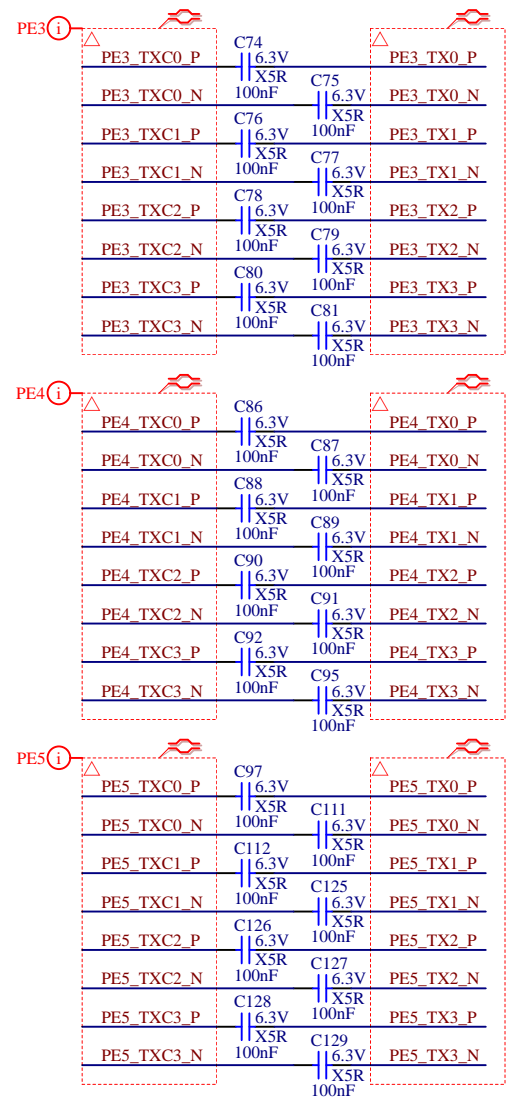 PE3 i
C74
PE3_TXC0_P 6.3V PE3_TX0_P
X5R
100nF
C75
PE3_TXC0_N 6.3V PE3_TX0_N
X5R
100nF
C76
PE3_TXC1_P 6.3V PE3_TX1_P
X5R
100nF
C77
PE3_TXC1_N 6.3V PE3_TX1_N
X5R
100nF
C78
PE3_TXC2_P 6.3V PE3_TX2_P
X5R
100nF
C79
PE3_TXC2_N 6.3V PE3_TX2_N
X5R
100nF
C80
PE3_TXC3_P 6.3V PE3_TX3_P
X5R
100nF
C81
PE3_TXC3_N 6.3V PE3_TX3_N
X5R
100nF
PE4 i
C86
PE4_TXC0_P 6.3V PE4_TX0_P
X5R
100nF
C87
PE4_TXC0_N 6.3V PE4_TX0_N
X5R
100nF
C88
PE4_TXC1_P 6.3V PE4_TX1_P
X5R
100nF
C89
PE4_TXC1_N 6.3V PE4_TX1_N
X5R
100nF
C90
PE4_TXC2_P 6.3V PE4_TX2_P
X5R
100nF
C91
PE4_TXC2_N 6.3V PE4_TX2_N
X5R
100nF
C92
PE4_TXC3_P 6.3V PE4_TX3_P
X5R
100nF
C95
PE4_TXC3_N 6.3V PE4_TX3_N
X5R
100nF
PE5 i
C97
PE5_TXC0_P 6.3V PE5_TX0_P
X5R
100nF
C111
PE5_TXC0_N 6.3V PE5_TX0_N
X5R
100nF
C112
PE5_TXC1_P 6.3V PE5_TX1_P
X5R
100nF
C125
PE5_TXC1_N 6.3V PE5_TX1_N
X5R
100nF
C126
PE5_TXC2_P 6.3V PE5_TX2_P
X5R
100nF
C127
PE5_TXC2_N 6.3V PE5_TX2_N
X5R
100nF
C128
PE5_TXC3_P 6.3V PE5_TX3_P
X5R
100nF
C129
PE5_TXC3_N 6.3V PE5_TX3_N
X5R
100nF